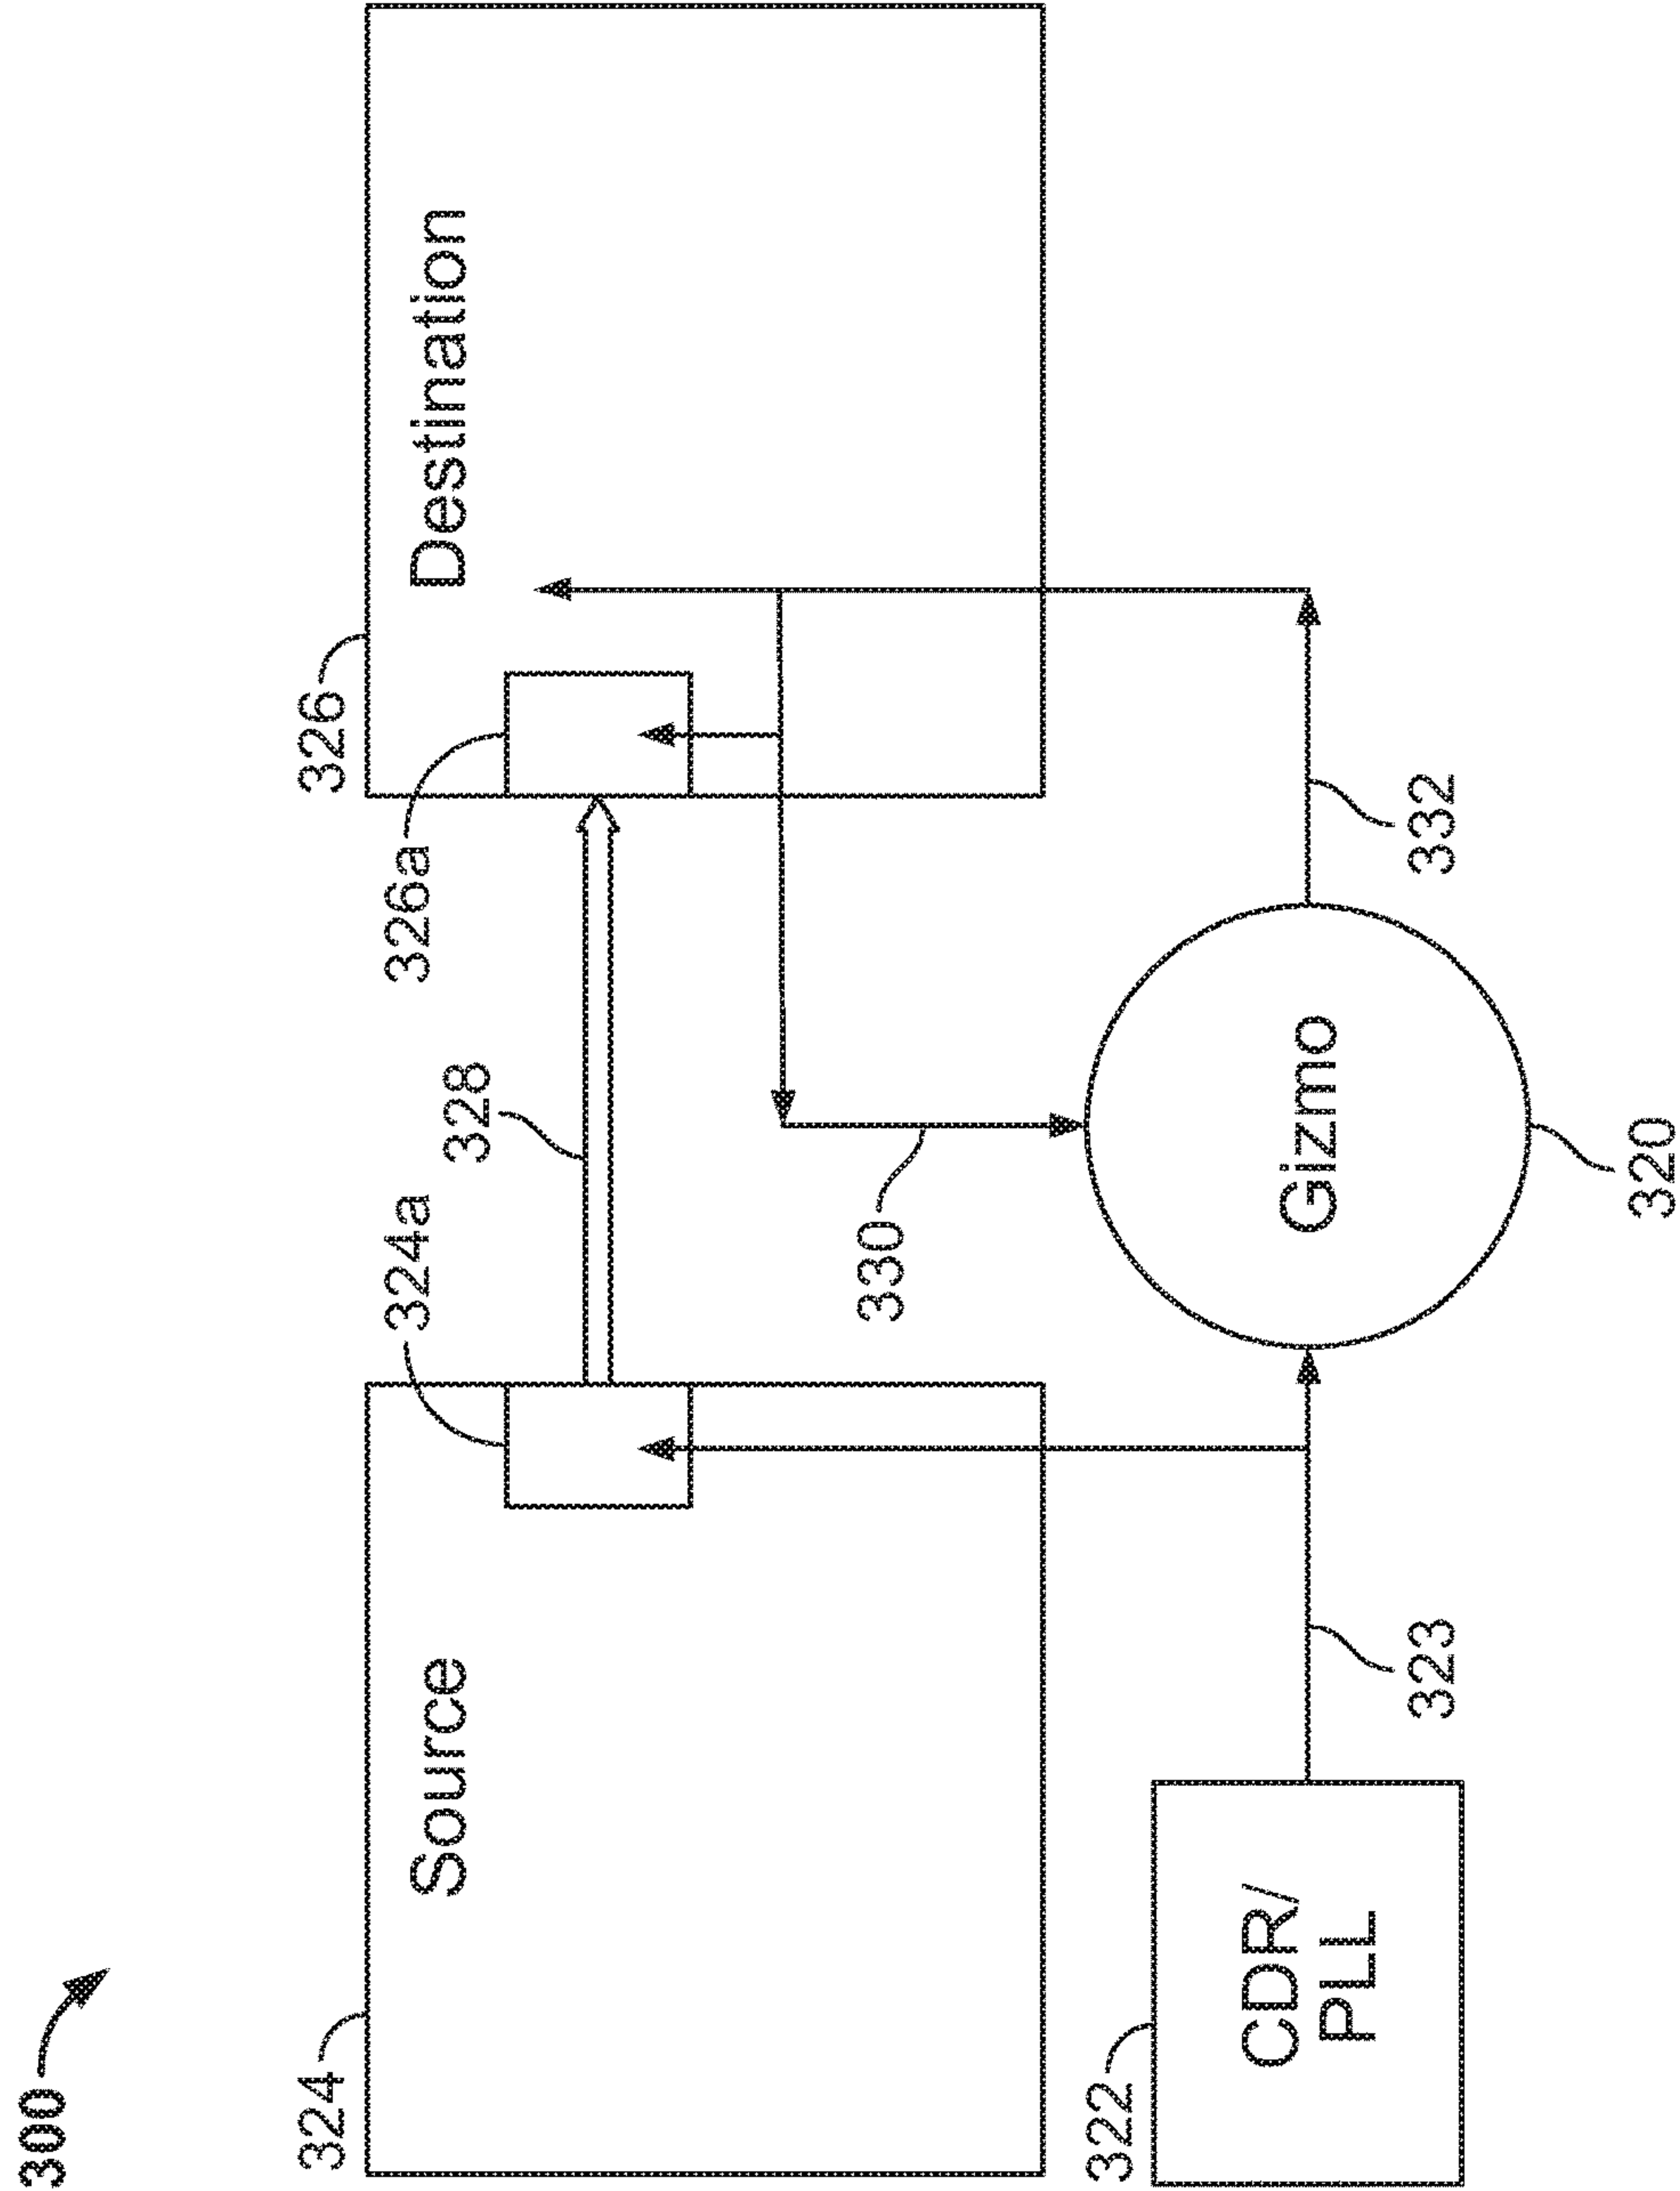 300
324
Source
324a
328
326a
326
Destination
330
322
CDR/
PLL
323
Gizmo
320
332